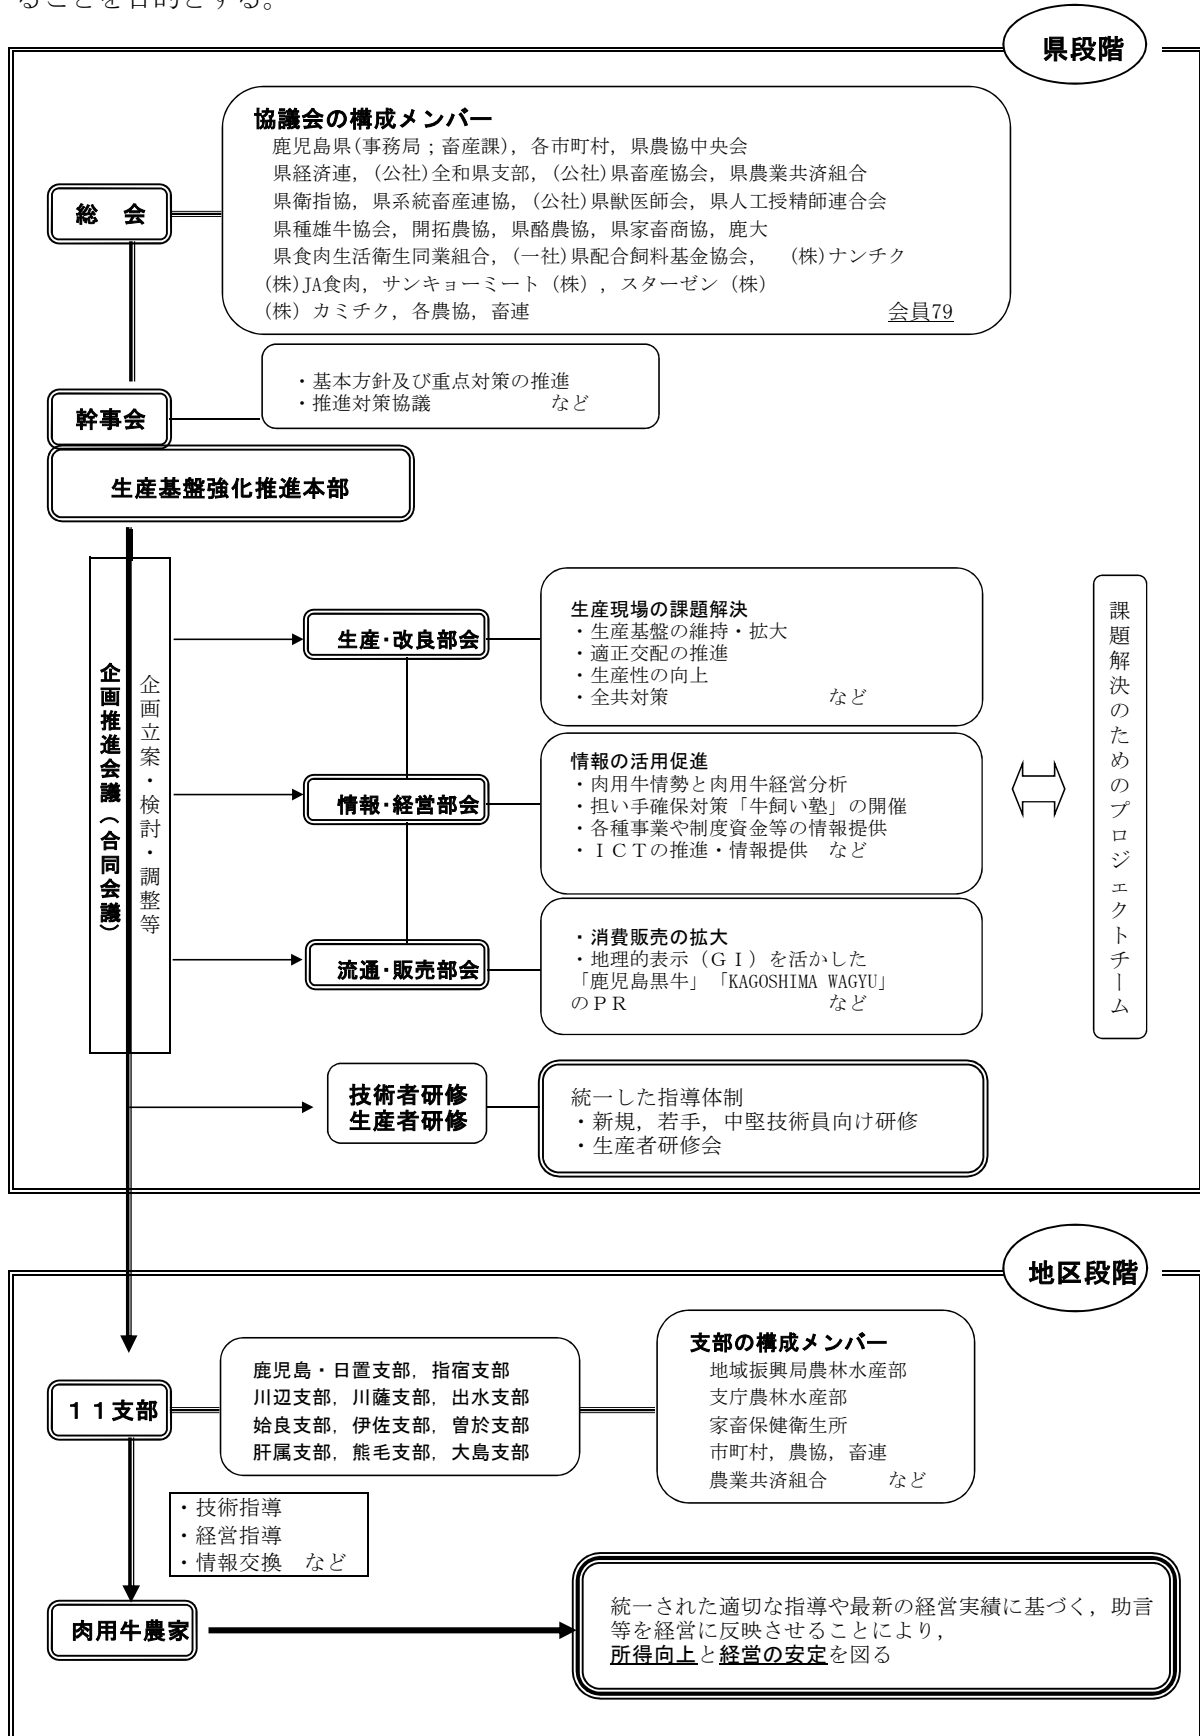 ることを目的とする。
県段階
協議会の構成メンバー
鹿児島県(事務局；畜産課)，各市町村，県農協中央会
総　会
県経済連，(公社)全和県支部，(公社)県畜産協会，県農業共済組合
県衛指協，県系統畜産連協，(公社)県獣医師会，県人工授精師連合会
県種雄牛協会，開拓農協，県酪農協，県家畜商協，鹿大
県食肉生活衛生同業組合，(一社)県配合飼料基金協会，　(株)ナンチク
(株)JA食肉，サンキョーミート（株），スターゼン（株）
（株）カミチク，各農協，畜連
会員79
幹事会
・基本方針及び重点対策の推進
・推進対策協議　　　　　など
生産基盤強化推進本部
企画推進会議（合同会議）
企画立案・検討・調整等
生産・改良部会
生産現場の課題解決
・生産基盤の維持・拡大
・適正交配の推進
・生産性の向上
・全共対策　　　　　　　など
情報・経営部会
情報の活用促進
・肉用牛情勢と肉用牛経営分析
・担い手確保対策「牛飼い塾」の開催
・各種事業や制度資金等の情報提供
・ＩＣＴの推進・情報提供　など
流通・販売部会
・消費販売の拡大
・地理的表示（ＧＩ）を活かした
「鹿児島黒牛」「KAGOSHIMA WAGYU」
のＰＲ　　　　　　　　　など
課題解決のためのプロジェクトチーム
技術者研修
生産者研修
統一した指導体制
・新規，若手，中堅技術員向け研修
・生産者研修会
地区段階
１１支部
鹿児島・日置支部，指宿支部
川辺支部，川薩支部，出水支部
姶良支部，伊佐支部，曽於支部
肝属支部，熊毛支部，大島支部
支部の構成メンバー
地域振興局農林水産部
支庁農林水産部
家畜保健衛生所
市町村，農協，畜連
農業共済組合　　　など
・技術指導
・経営指導
・情報交換　など
肉用牛農家
統一された適切な指導や最新の経営実績に基づく，助言
等を経営に反映させることにより，
所得向上と経営の安定を図る